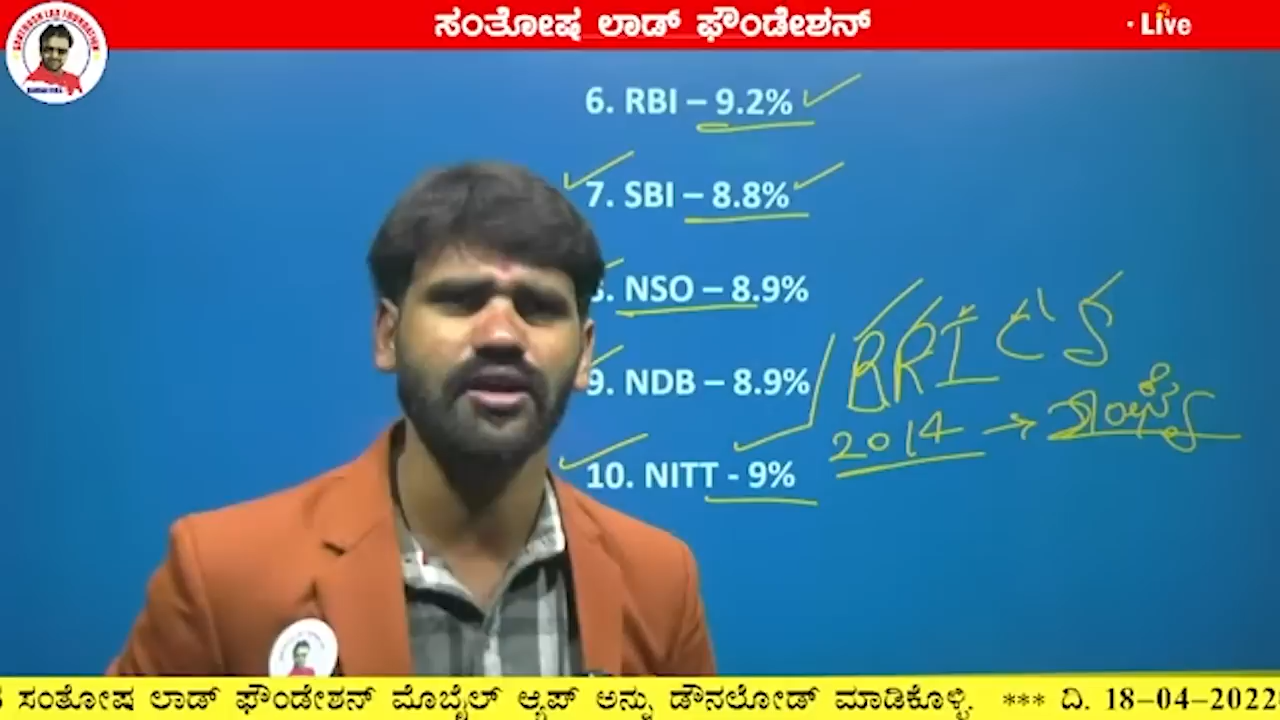 ಸಂತೋಷ ಲಾಡ್ ಫೌಂಡೇಶನ್
Live
6. RBI – 9.2%
7. SBI – 8.8%
8. NSO – 8.9%
9. NDB – 8.9%
10. NITT - 9%
BRICS
2014 →
ಸಂತೋಷ ಲಾಡ್ ಫೌಂಡೇಶನ್ ಮೊಬೈಲ್ ಆ್ಯಪ್ ಅನ್ನು ಡೌನಲೋಡ್ ಮಾಡಿಕೊಳ್ಳಿ. *** ದಿ. 18–04–2022